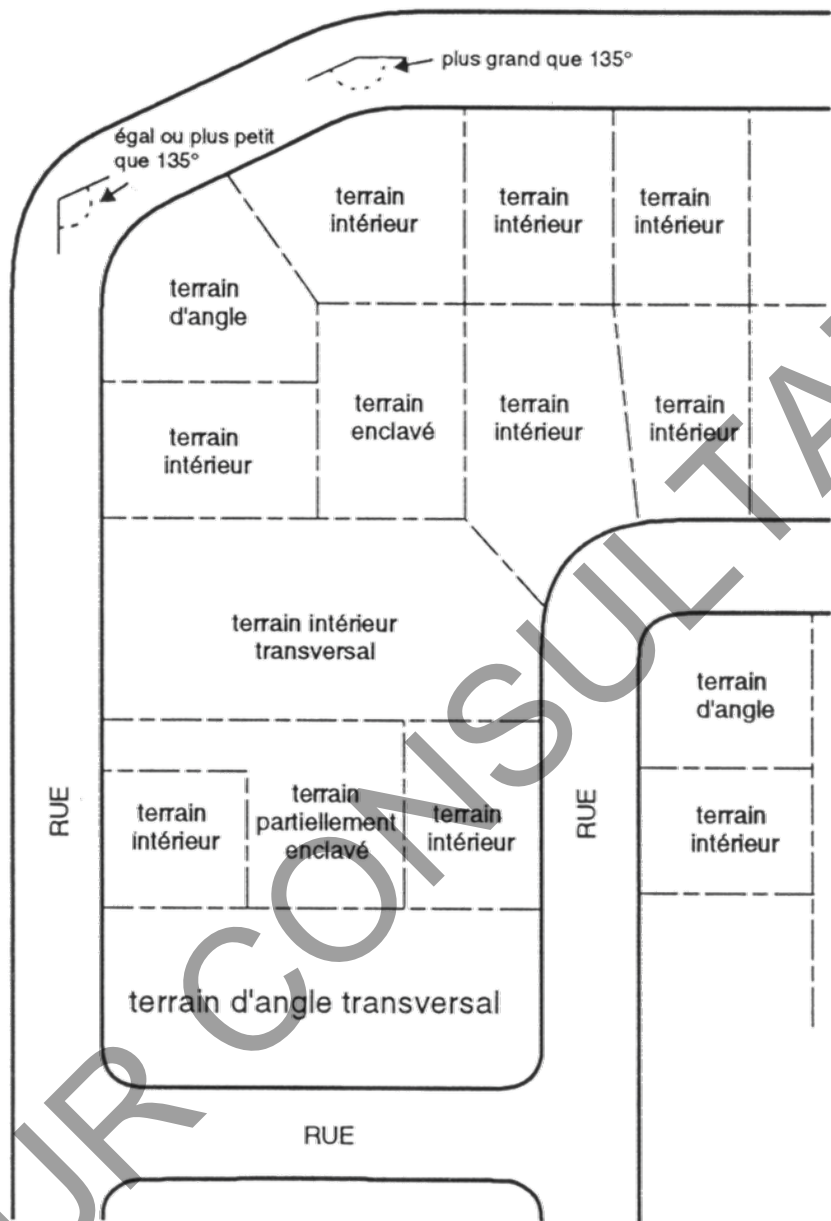 plus grand que 135°
égal ou plus petit
que 135°
terrain
intérieur
terrain
intérieur
terrain
intérieur
terrain
d'angle
terrain
enclavé
terrain
intérieur
terrain
intérieur
terrain
intérieur
terrain intérieur
transversal
terrain
d'angle
RUE
terrain
intérieur
terrain
partiellement
enclavé
terrain
intérieur
RUE
terrain
intérieur
terrain d'angle transversal
RUE
UR CONSULTA